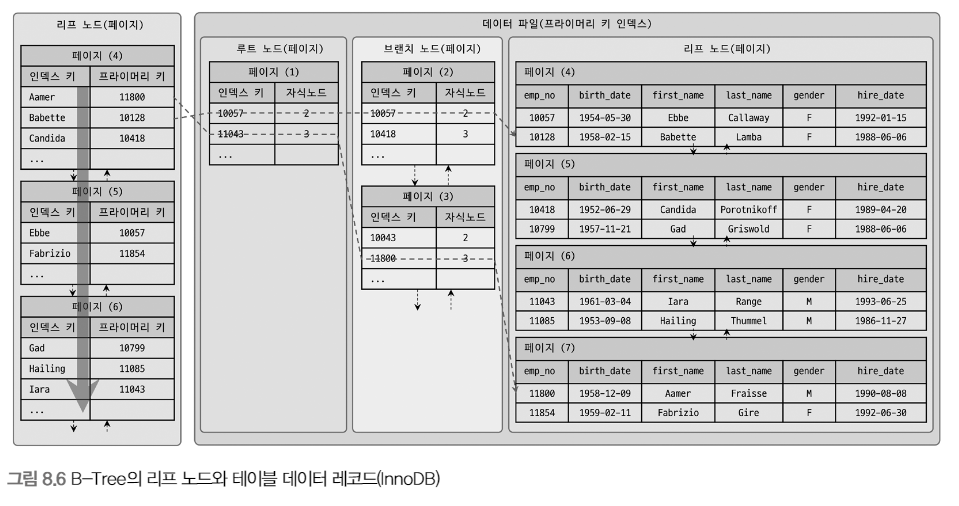 리프 노드(페이지)
페이지 (4)
인덱스 키 프라이머리 키
Aamer 11800
Babette 10128
Candida 10418
...
페이지 (5)
Ebbe 10057
Fabrizio 11854
...
페이지 (6)
인덱스 키 프라이머리 키
Gad 10799
Hailing 11085
Iara 11043
...
데이터 파일(프라이머리 키 인덱스)
루트 노드(페이지)
페이지 (1)
인덱스 키 자식노드
10057 2
11043 3
...
브랜치 노드(페이지)
페이지 (2)
인덱스 키 자식노드
10057 2
10418 3
...
페이지 (3)
인덱스 키 자식노드
10043 2
11800 3
...
리프 노드(페이지)
페이지 (4)
emp_no birth_date first_name last_name gender hire_date
10057 1954-05-30 Ebbe Callaway F 1992-01-15
10128 1958-02-15 Babette Lamba F 1988-06-06
페이지 (5)
emp_no birth_date first_name last_name gender hire_date
10418 1952-06-29 Candida Porotnikoff F 1989-04-20
10799 1957-11-21 Gad Griswold F 1988-06-06
페이지 (6)
emp_no birth_date first_name last_name gender hire_date
11043 1961-03-04 Iara Range M 1993-06-25
11085 1953-09-08 Hailing Thummel M 1986-11-27
페이지 (7)
emp_no birth_date first_name last_name gender hire_date
11800 1958-12-09 Aamer Fraisse M 1990-08-08
11854 1959-02-11 Fabrizio Gire F 1992-06-30
그림 8.6 B-Tree의 리프 노드와 테이블 데이터 레코드(InnoDB)